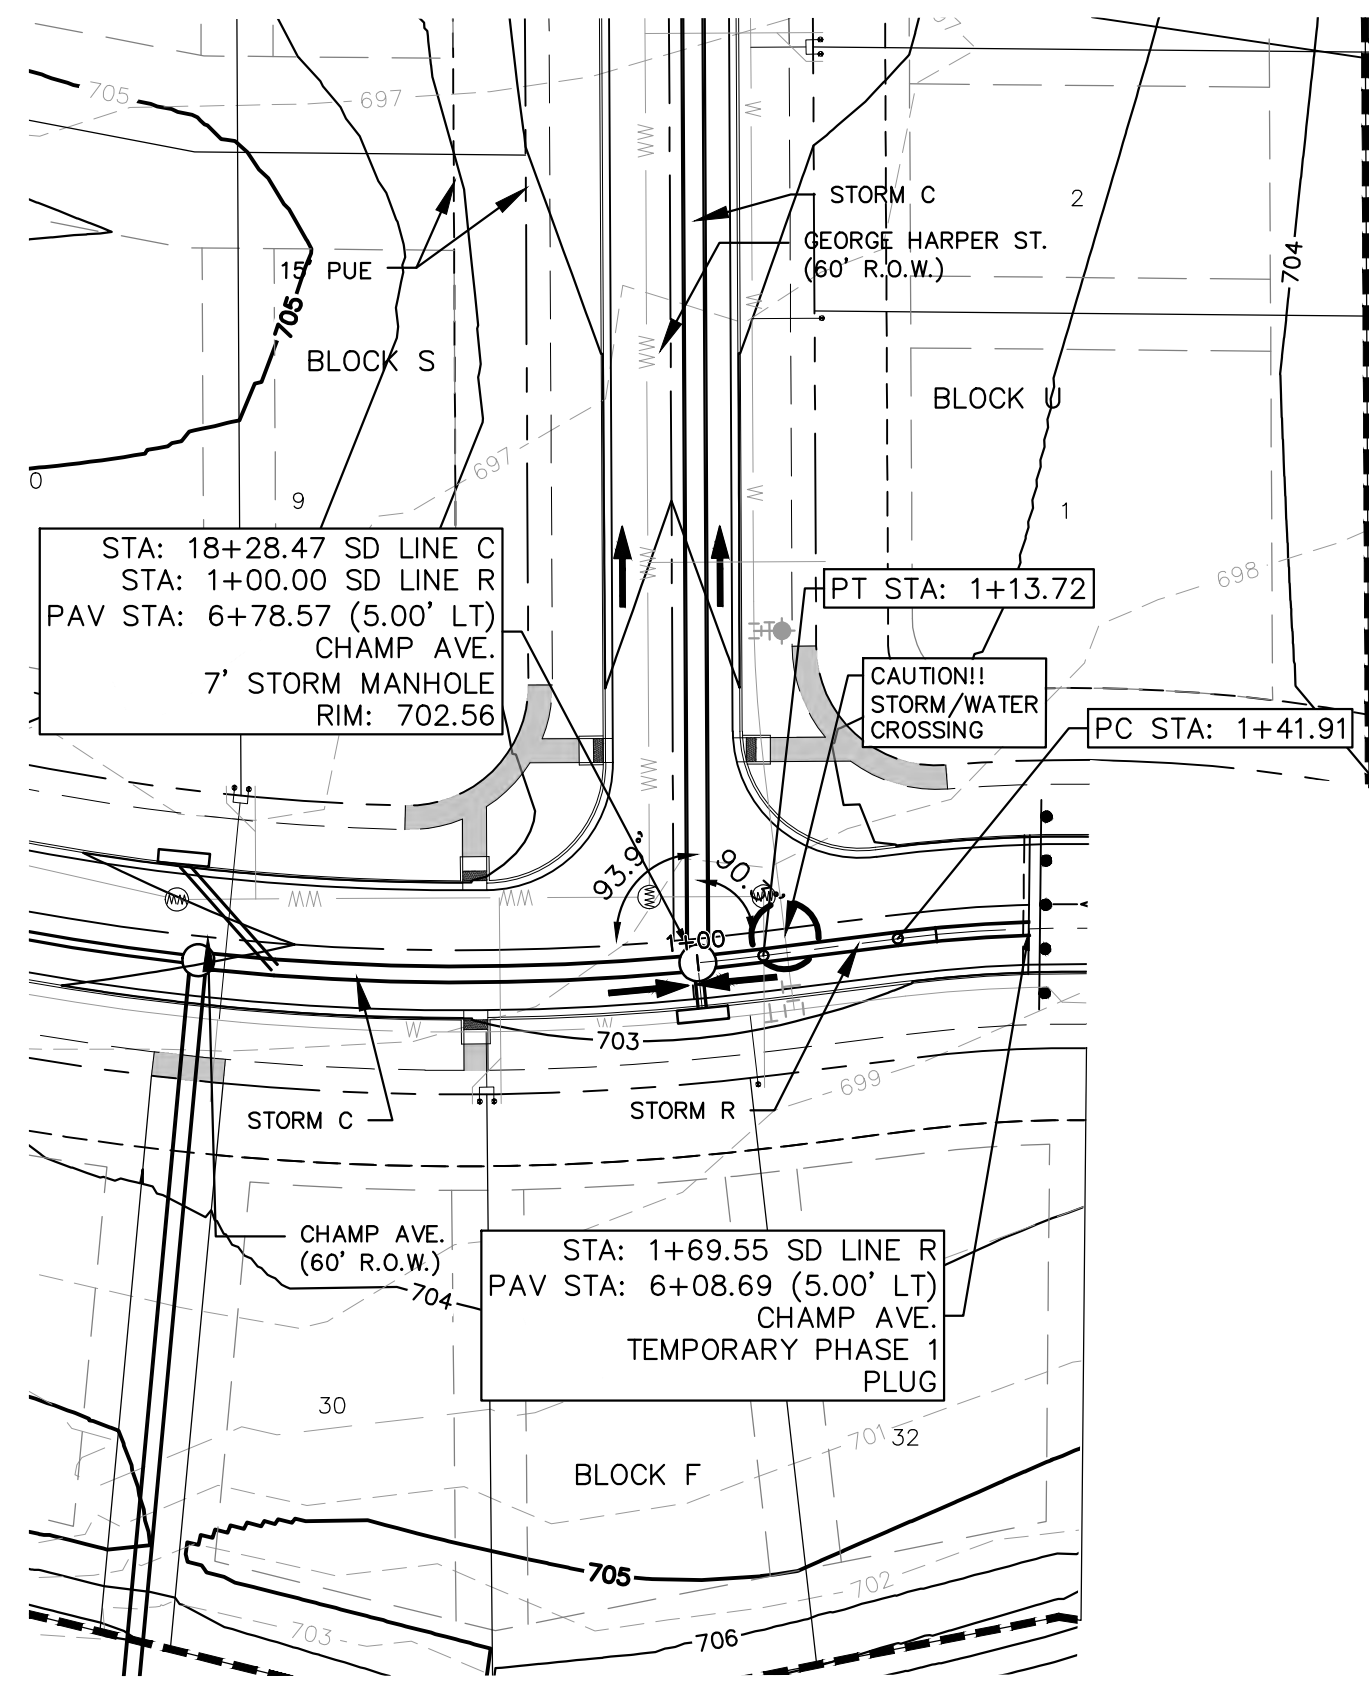 705
697
STORM C
2
GEORGE HARPER ST.
(60' R.O.W.)
704
15' PUE
705
BLOCK S
BLOCK U
697
0
9
1
STA: 18+28.47 SD LINE C
STA: 1+00.00 SD LINE R
PAV STA: 6+78.57 (5.00' LT)
CHAMP AVE.
7' STORM MANHOLE
RIM: 702.56
698
PT STA: 1+13.72
CAUTION!!
STORM/WATER
CROSSING
PC STA: 1+41.91
93.9°
1+00
W
W
703
699
STORM C
STORM R
CHAMP AVE.
(60' R.O.W.)
704
STA: 1+69.55 SD LINE R
PAV STA: 6+08.69 (5.00' LT)
CHAMP AVE.
TEMPORARY PHASE 1
PLUG
30
701
32
BLOCK F
705
702
703
706